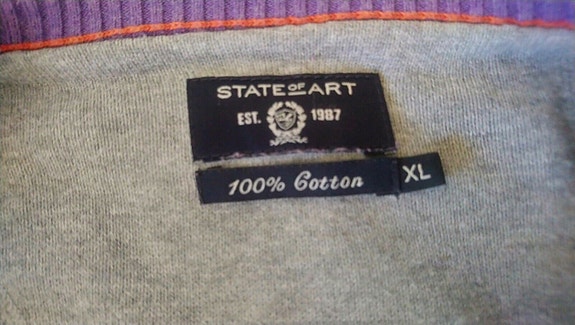 STATE OF ART
EST. 1987
100% Cotton
XL